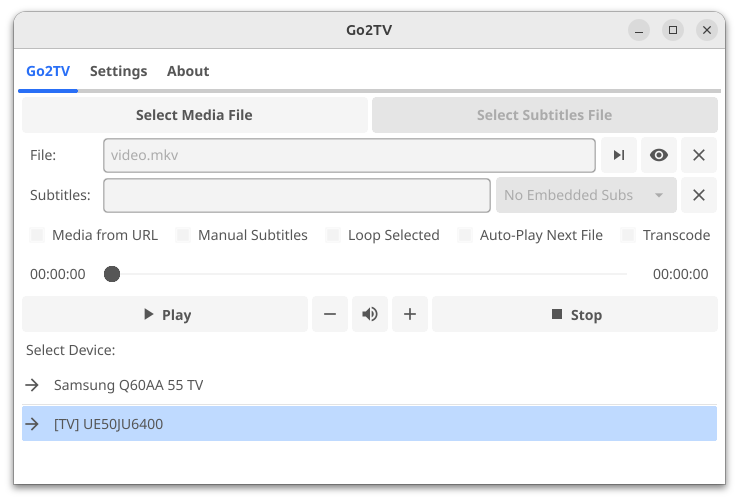 Go2TV
Go2TV Settings About
Select Media File Select Subtitles File
File: video.mkv
Subtitles: No Embedded Subs
Media from URL Manual Subtitles Loop Selected Auto-Play Next File Transcode
00:00:00 00:00:00
Play Stop
Select Device:
Samsung Q60AA 55 TV
[TV] UE50JU6400